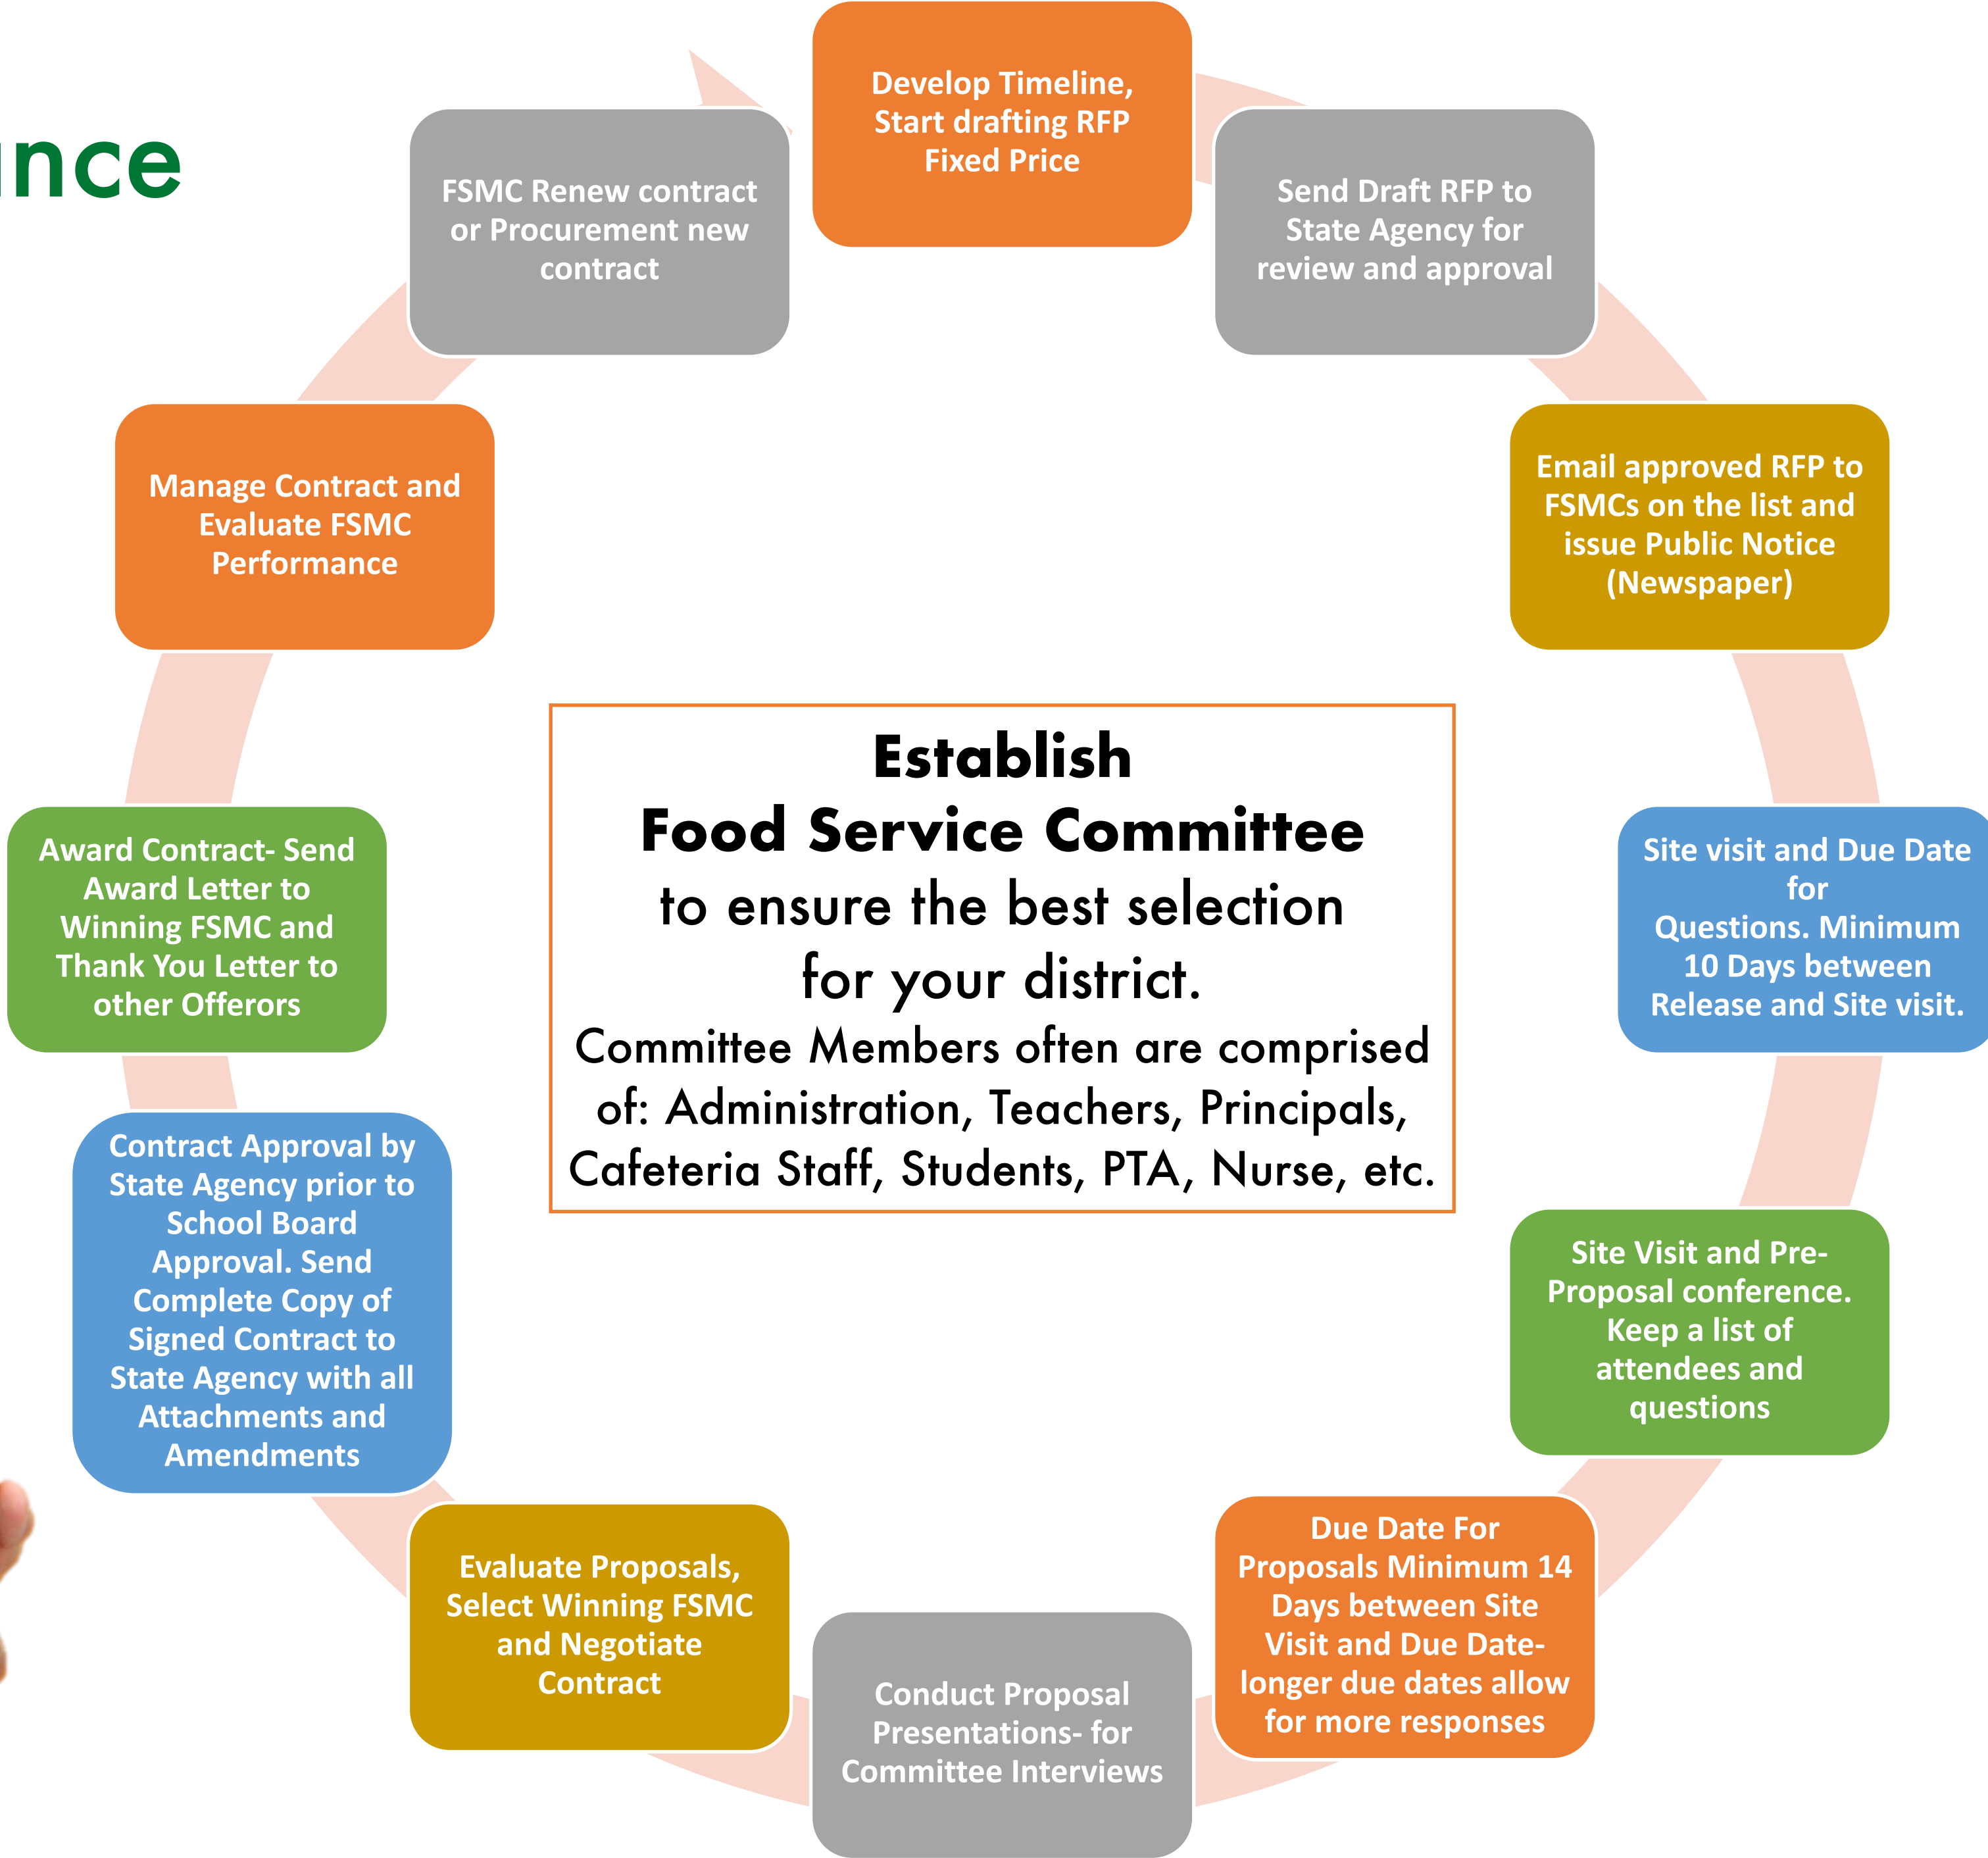 nce
Develop Timeline,
Start drafting RFP
Fixed Price
Send Draft RFP to
State Agency for
review and approval
Email approved RFP to
FSMCs on the list and
issue Public Notice
(Newspaper)
Site visit and Due Date
for
Questions. Minimum
10 Days between
Release and Site visit.
Site Visit and Pre-
Proposal conference.
Keep a list of
attendees and
questions
Due Date For
Proposals Minimum 14
Days between Site
Visit and Due Date-
longer due dates allow
for more responses
Conduct Proposal
Presentations- for
Committee Interviews
Evaluate Proposals,
Select Winning FSMC
and Negotiate
Contract
Contract Approval by
State Agency prior to
School Board
Approval. Send
Complete Copy of
Signed Contract to
State Agency with all
Attachments and
Amendments
Award Contract- Send
Award Letter to
Winning FSMC and
Thank You Letter to
other Offerors
Manage Contract and
Evaluate FSMC
Performance
FSMC Renew contract
or Procurement new
contract
Establish
Food Service Committee
to ensure the best selection
for your district.
Committee Members often are comprised
of: Administration, Teachers, Principals,
Cafeteria Staff, Students, PTA, Nurse, etc.